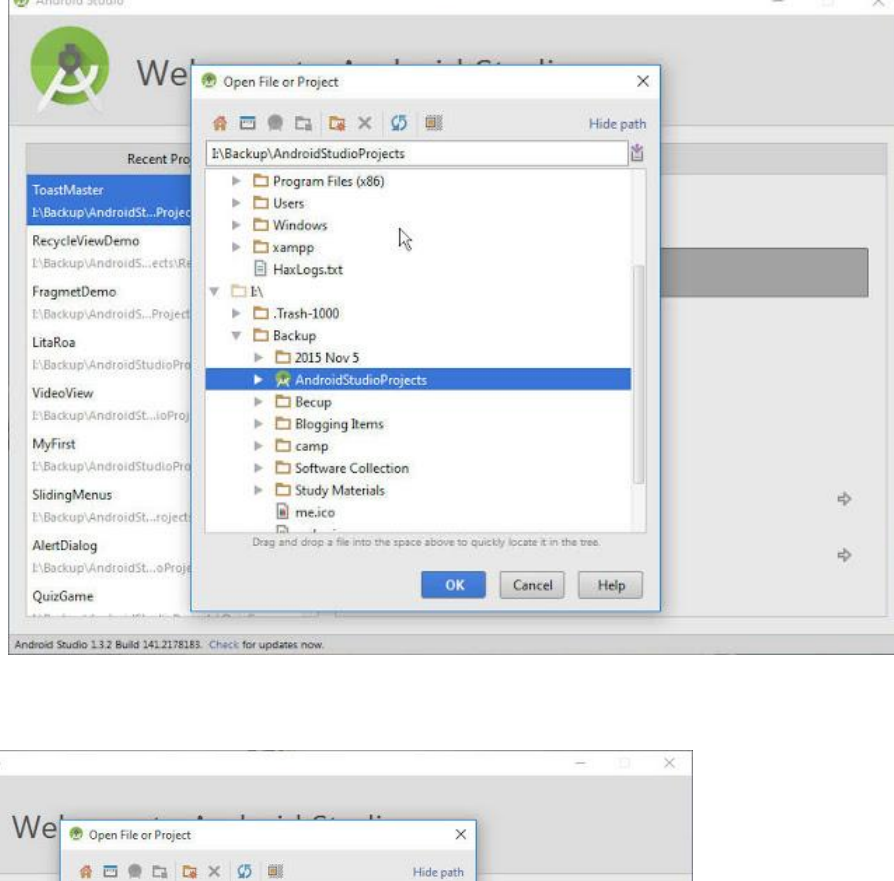 Android Studio
We
Open File or Project
Hide path
I:\Backup\AndroidStudioProjects
Recent Pro
ToastMaster
I:\Backup\AndroidSt...Projec
RecycleViewDemo
I:\Backup\AndroidS...ects\Re
FragmetDemo
I:\Backup\AndroidS...Project
LitaRoa
I:\Backup\AndroidStudioPro
VideoView
I:\Backup\AndroidSt...ioProj
MyFirst
I:\Backup\AndroidStudioPro
SlidingMenus
I:\Backup\AndroidSt...rojects
AlertDialog
I:\Backup\AndroidSt...oProje
QuizGame
Program Files (x86)
Users
Windows
xampp
HaxLogs.txt
I:\
.Trash-1000
Backup
2015 Nov 5
AndroidStudioProjects
Becup
Blogging Items
camp
Software Collection
Study Materials
me.ico
Drag and drop a file into the space above to quickly locate it in the tree.
OK Cancel Help
Android Studio 1.3.2 Build 141.2178183. Check for updates now.
We
Open File or Project
Hide path